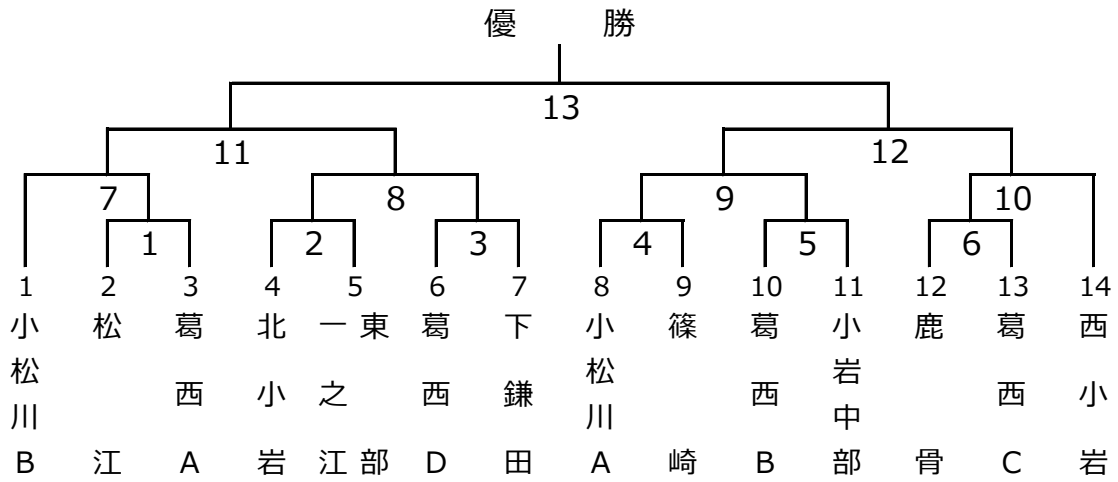 優 勝
13
11 12
7 8 9 10
1 2 3 4 5 6
1 2 3 4 5 6 7 8 9 10 11 12 13 14
小松川B
松江
葛西A
北小岩
一之江
東部
葛西D
下鎌田
小松川A
篠崎
葛西B
小岩中部
鹿骨
葛西C
西小岩